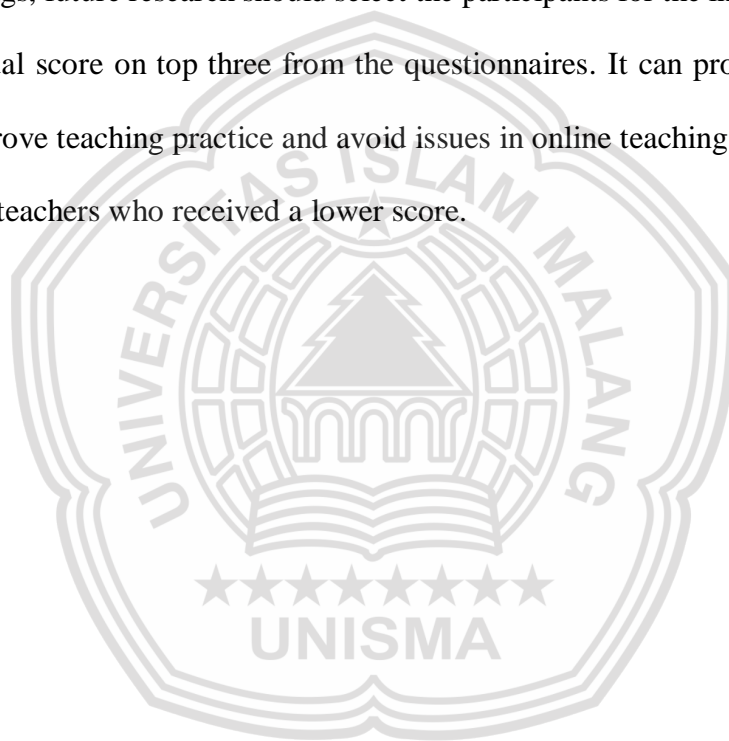 gs, future research should select the participants for the in
ual score on top three from the questionnaires. It can pro
rove teaching practice and avoid issues in online teaching
teachers who received a lower score.
UNIVERSITAS ISLAM MALANG
UNISMA